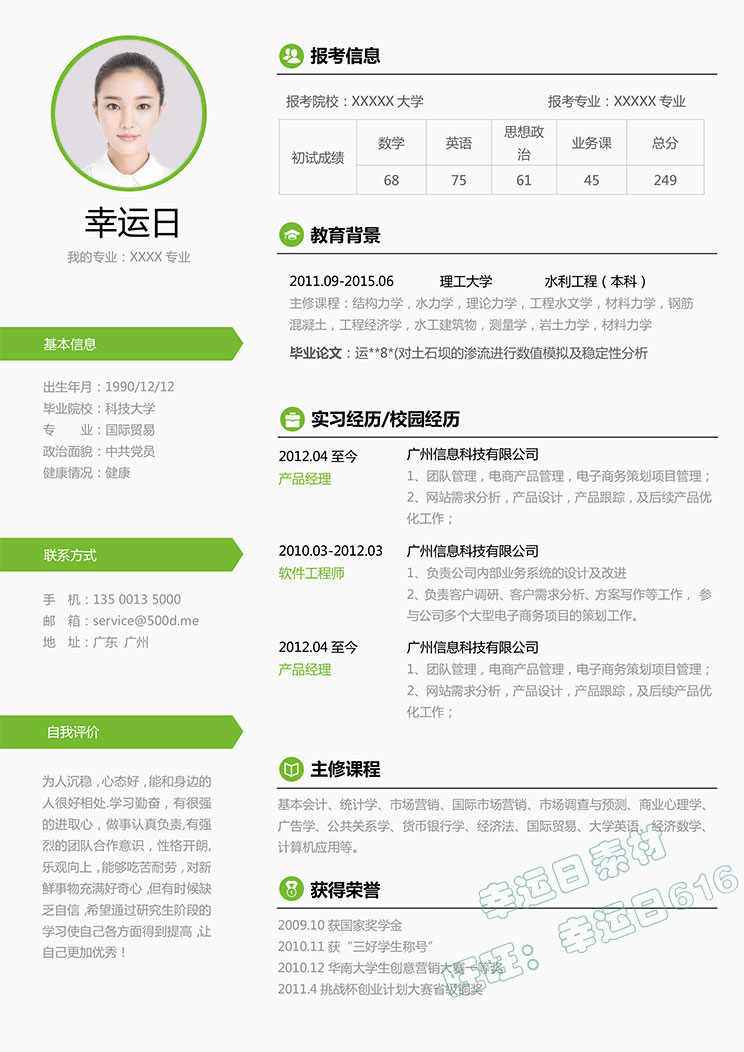 幸运日
我的专业：XXXX 专业
基本信息
出生年月：1990/12/12
毕业院校：科技大学
专　　业：国际贸易
政治面貌：中共党员
健康情况：健康
联系方式
手　机：135 0013 5000
邮　箱：service@500d.me
地　址：广东 广州
自我评价
为人沉稳 , 心态好 , 能和身边的
人很好相处.学习勤奋，有很强
的进取心，做事认真负责,有强
烈的团队合作意识，性格开朗,
乐观向上 , 能够吃苦耐劳 , 对新
鲜事物充满好奇心 ,但有时候缺
乏自信 ,希望通过研究生阶段的
学习使自己各方面得到提高 ,让
自己更加优秀！
报考信息
报考院校：XXXXX 大学 报考专业：XXXXX 专业
初试成绩 数学 英语 思想政治 业务课 总分
68 75 61 45 249
教育背景
2011.09-2015.06 理工大学 水利工程（本科）
主修课程：结构力学，水力学，理论力学，工程水文学，材料力学，钢筋
混凝土，工程经济学，水工建筑物，测量学，岩土力学，材料力学
毕业论文：运**8*(对土石坝的渗流进行数值模拟及稳定性分析
实习经历/校园经历
2012.04 至今 广州信息科技有限公司
产品经理 1、团队管理，电商产品管理，电子商务策划项目管理；
2、网站需求分析，产品设计，产品跟踪，及后续产品优
化工作；
2010.03-2012.03 广州信息科技有限公司
软件工程师 1、负责公司内部业务系统的设计及改进
2、负责客户调研、客户需求分析、方案写作等工作 ， 参
与公司多个大型电子商务项目的策划工作。
2012.04 至今 广州信息科技有限公司
产品经理 1、团队管理，电商产品管理，电子商务策划项目管理；
2、网站需求分析，产品设计，产品跟踪，及后续产品优
化工作；
主修课程
基本会计、统计学、市场营销、国际市场营销、市场调查与预测、商业心理学、
广告学、公共关系学、货币银行学、经济法、国际贸易、大学英语、经济数学、
计算机应用等。
获得荣誉
2009.10 获国家奖学金
2010.11 获“三好学生称号”
2010.12 华南大学生创意营销大赛一等奖
2011.4 挑战杯创业计划大赛省级铜奖
幸运日素材
旺旺：幸运日616